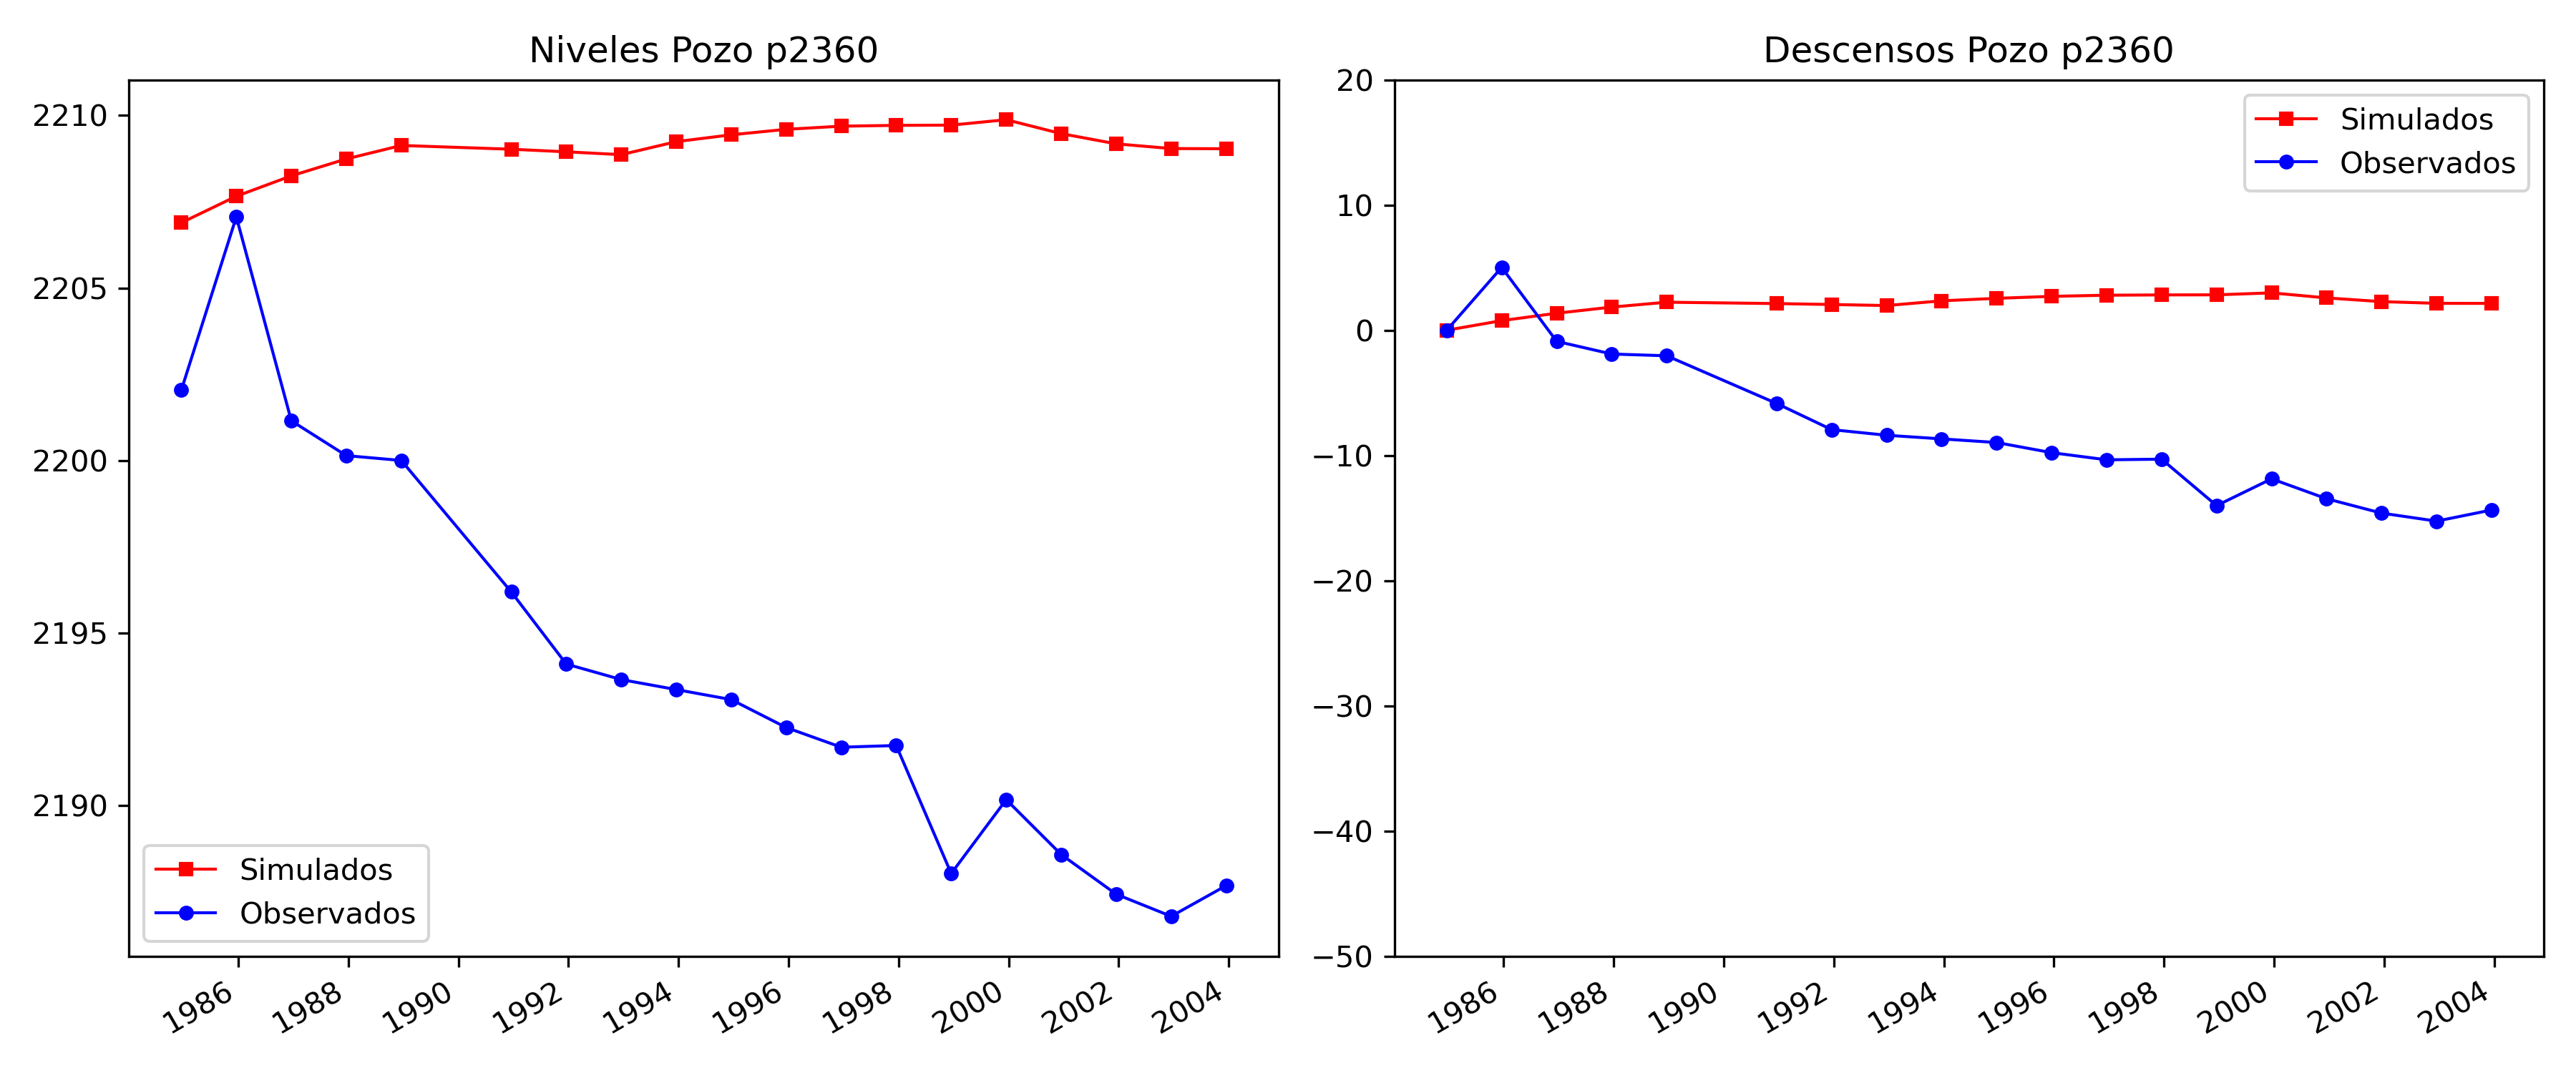 Niveles Pozo p2360
2210
2205
2200
2195
2190
Simulados
Observados
1986 1988 1990 1992 1994 1996 1998 2000 2002 2004
Descensos Pozo p2360
20
10
0
−10
−20
−30
−40
−50
Simulados
Observados
1986 1988 1990 1992 1994 1996 1998 2000 2002 2004